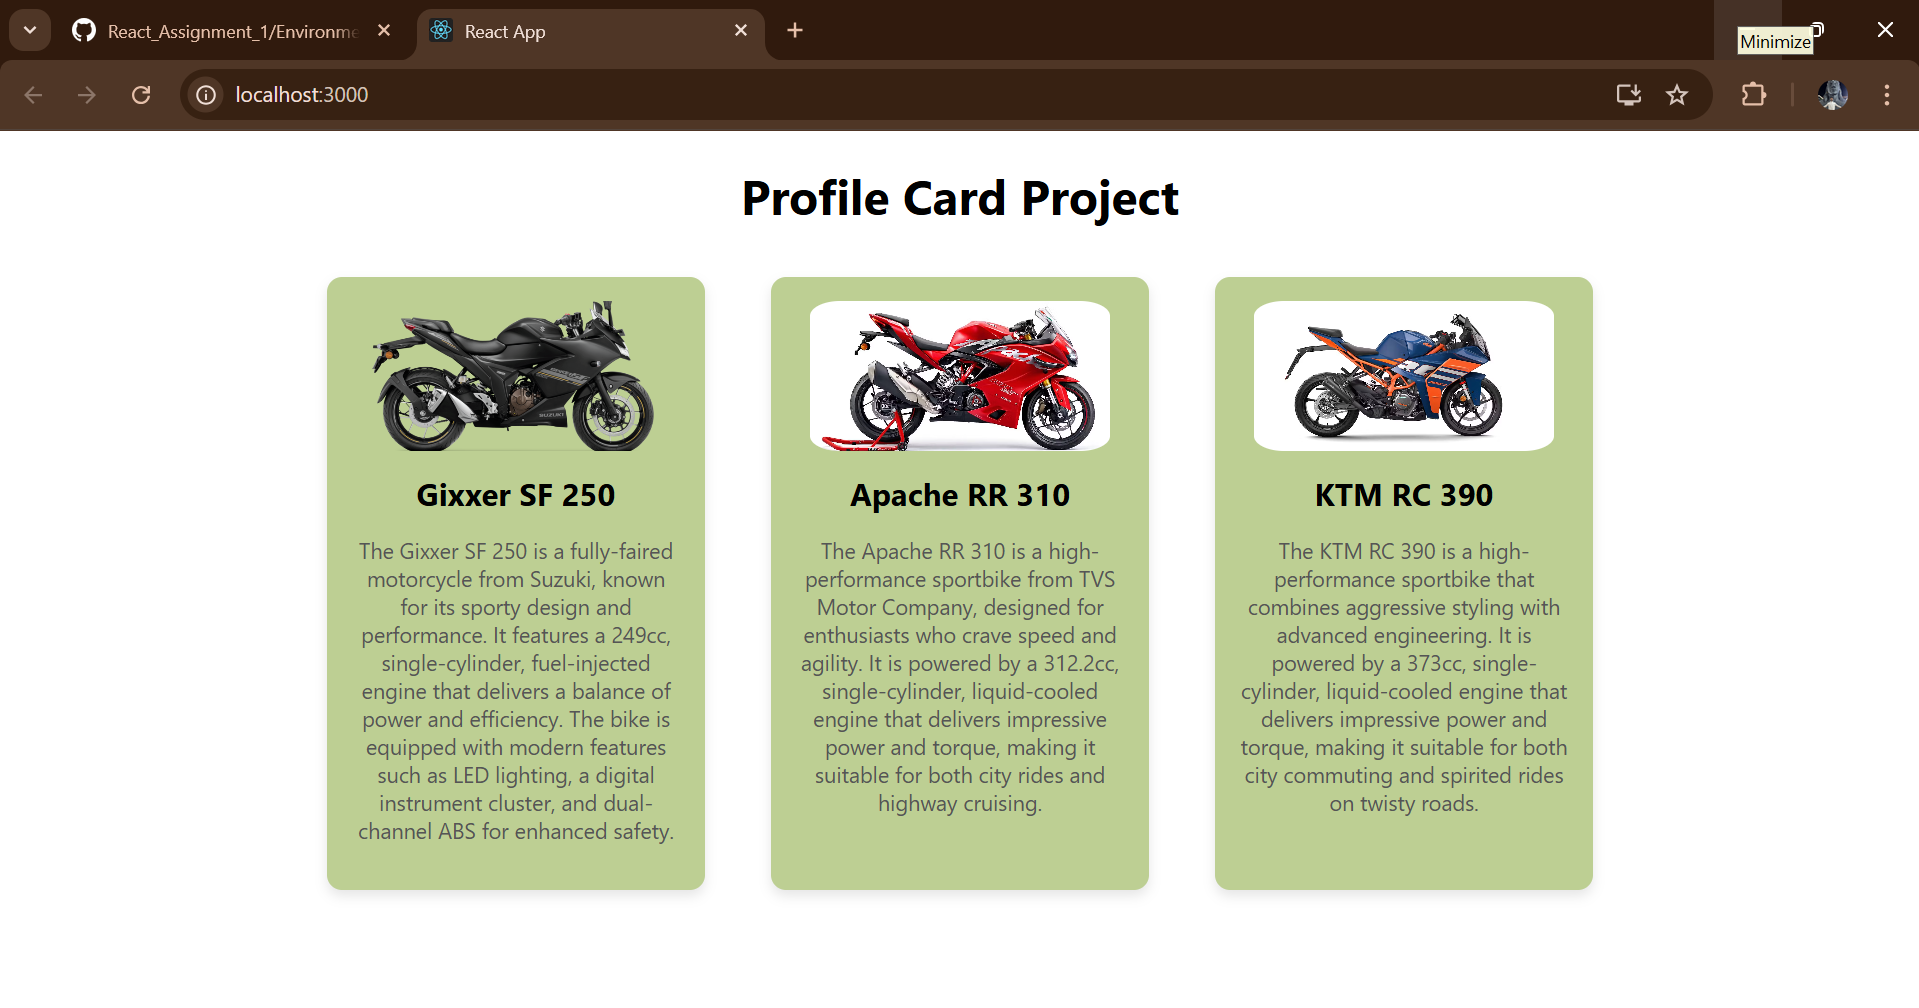 React_Assignment_1/Environme
React App
Minimize
localhost:3000
Profile Card Project
SUZUKI
Gixxer SF 250
The Gixxer SF 250 is a fully-faired
motorcycle from Suzuki, known
for its sporty design and
performance. It features a 249cc,
single-cylinder, fuel-injected
engine that delivers a balance of
power and efficiency. The bike is
equipped with modern features
such as LED lighting, a digital
instrument cluster, and dual-
channel ABS for enhanced safety.
Apache RR 310
The Apache RR 310 is a high-
performance sportbike from TVS
Motor Company, designed for
enthusiasts who crave speed and
agility. It is powered by a 312.2cc,
single-cylinder, liquid-cooled
engine that delivers impressive
power and torque, making it
suitable for both city rides and
highway cruising.
KTM RC 390
The KTM RC 390 is a high-
performance sportbike that
combines aggressive styling with
advanced engineering. It is
powered by a 373cc, single-
cylinder, liquid-cooled engine that
delivers impressive power and
torque, making it suitable for both
city commuting and spirited rides
on twisty roads.